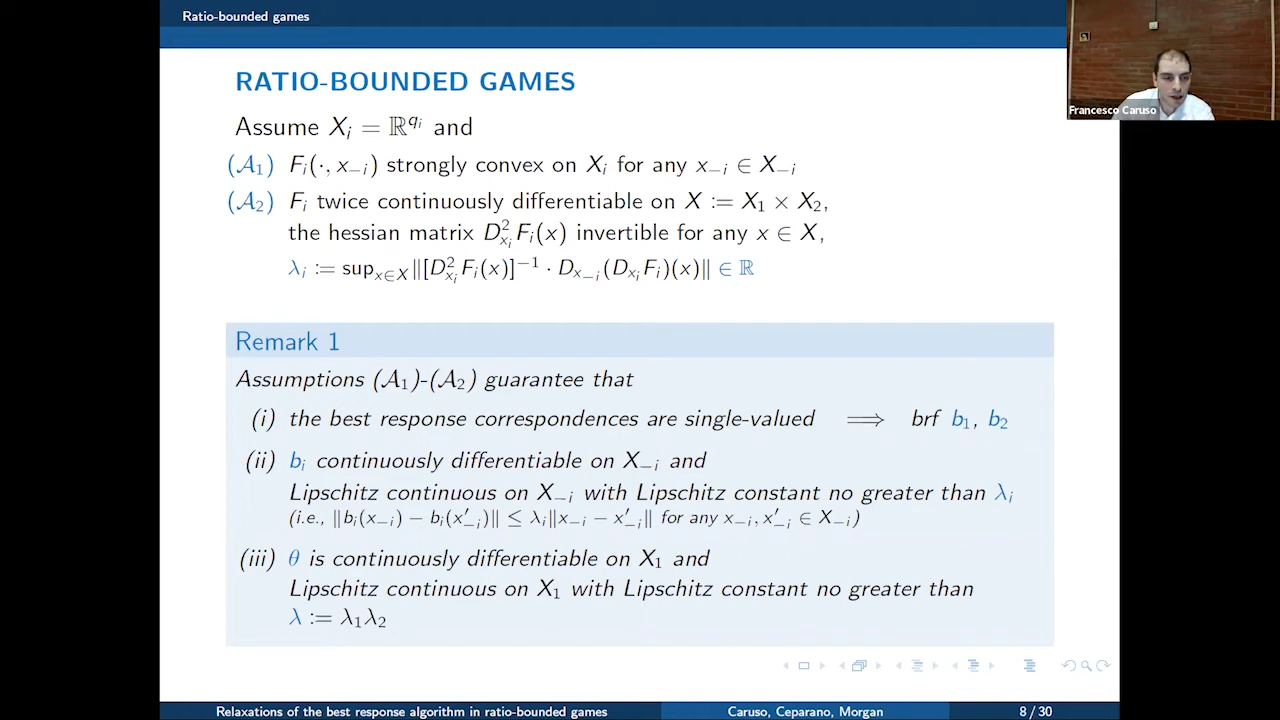 Ratio-bounded games
RATIO-BOUNDED GAMES
Assume X_i = ℝ^{q_i} and
(𝒜₁) F_i(·, x_{−i}) strongly convex on X_i for any x_{−i} ∈ X_{−i}
(𝒜₂) F_i twice continuously differentiable on X := X₁ × X₂,
the hessian matrix D²_{x_i}F_i(x) invertible for any x ∈ X,
λ_i := sup_{x∈X} ‖[D²_{x_i}F_i(x)]^{−1} · D_{x_{−i}}(D_{x_i}F_i)(x)‖ ∈ ℝ
Remark 1
Assumptions (𝒜₁)-(𝒜₂) guarantee that
(i) the best response correspondences are single-valued ⟹ brf b₁, b₂
(ii) b_i continuously differentiable on X_{−i} and
Lipschitz continuous on X_{−i} with Lipschitz constant no greater than λ_i
(i.e., ‖b_i(x_{−i}) − b_i(x′_{−i})‖ ≤ λ_i‖x_{−i} − x′_{−i}‖ for any x_{−i}, x′_{−i} ∈ X_{−i})
(iii) θ is continuously differentiable on X₁ and
Lipschitz continuous on X₁ with Lipschitz constant no greater than
λ := λ₁λ₂
Relaxations of the best response algorithm in ratio-bounded games Caruso, Ceparano, Morgan 8 / 30
Francesco Caruso